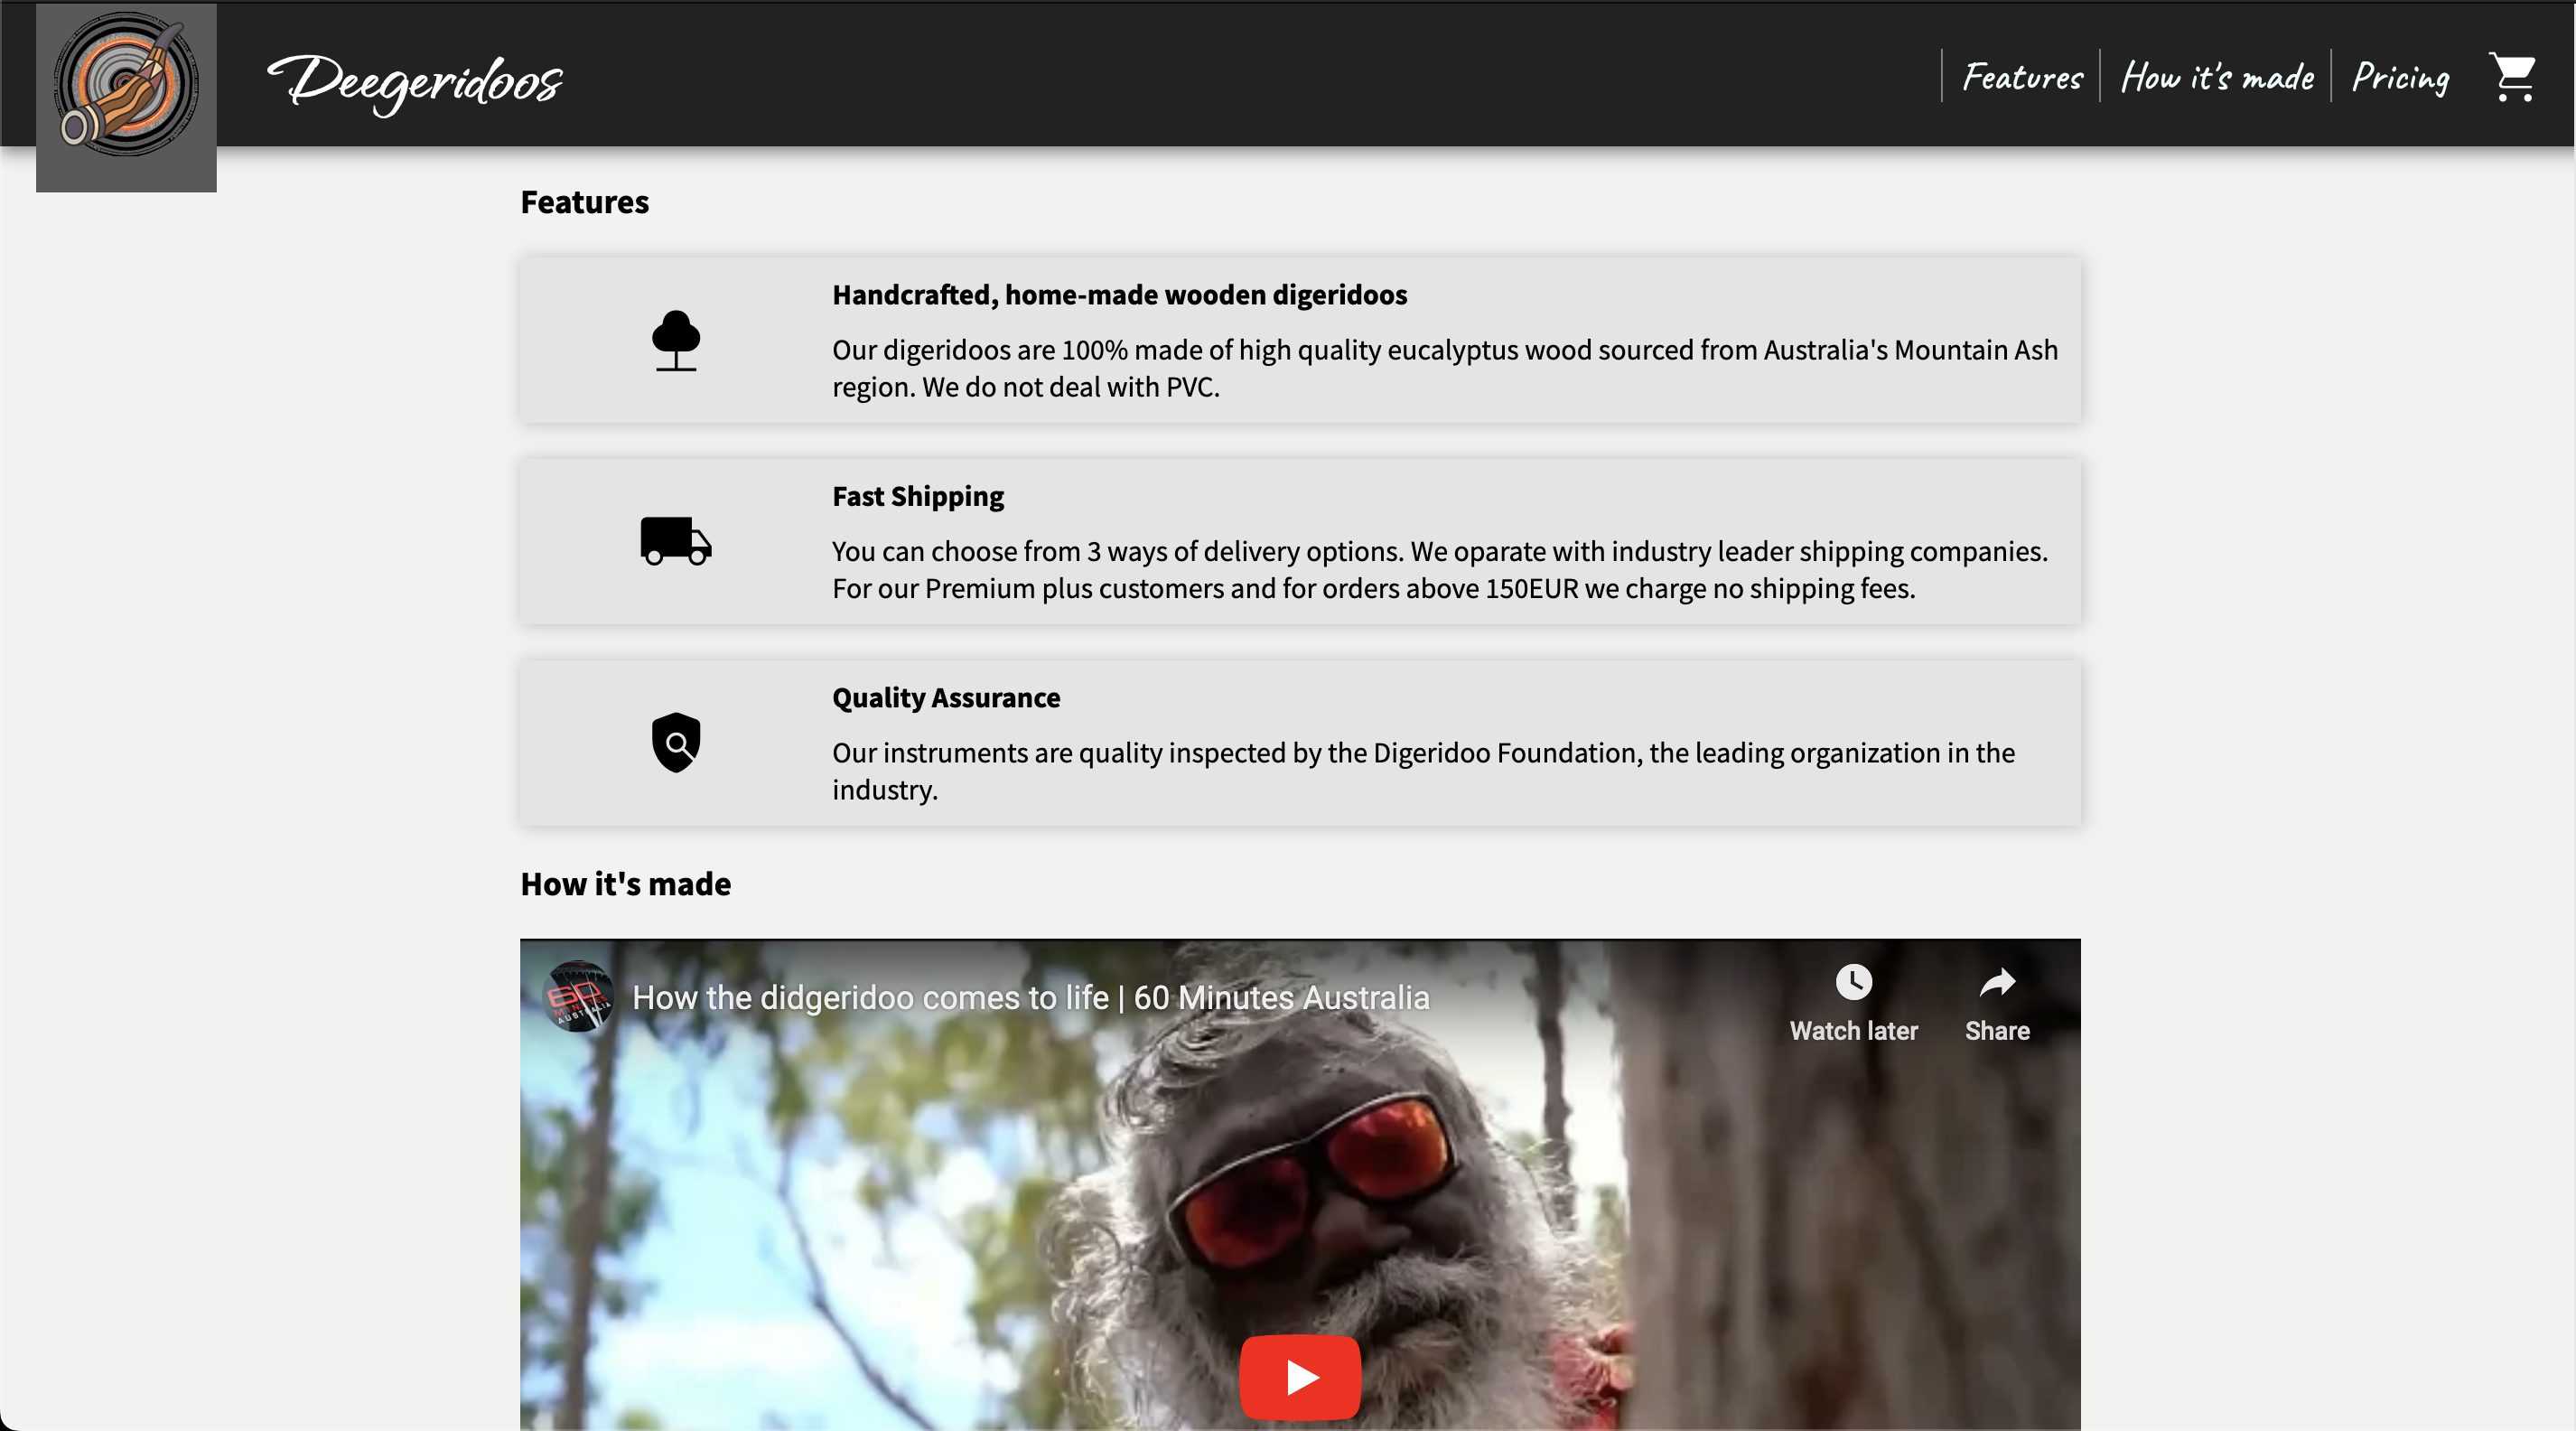 Deegeridoos
Features
How it's made
Pricing
Features
Handcrafted, home-made wooden digeridoos
Our digeridoos are 100% made of high quality eucalyptus wood sourced from Australia's Mountain Ash
region. We do not deal with PVC.
Fast Shipping
You can choose from 3 ways of delivery options. We oparate with industry leader shipping companies.
For our Premium plus customers and for orders above 150EUR we charge no shipping fees.
Quality Assurance
Our instruments are quality inspected by the Digeridoo Foundation, the leading organization in the
industry.
How it's made
60
MINUTES
AUSTRALIA
How the didgeridoo comes to life | 60 Minutes Australia
Watch later
Share